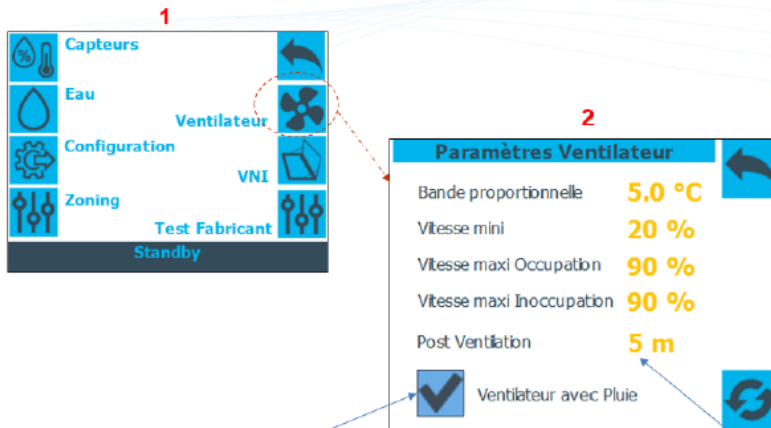 1
Capteurs
Eau
Ventilateur
Configuration
VNI
Zoning
Test Fabricant
Standby
2
Paramètres Ventilateur
Bande proportionnelle 5.0 °C
Vitesse mini 20 %
Vitesse maxi Occupation 90 %
Vitesse maxi Inoccupation 90 %
Post Ventilation 5 m
Ventilateur avec Pluie
%